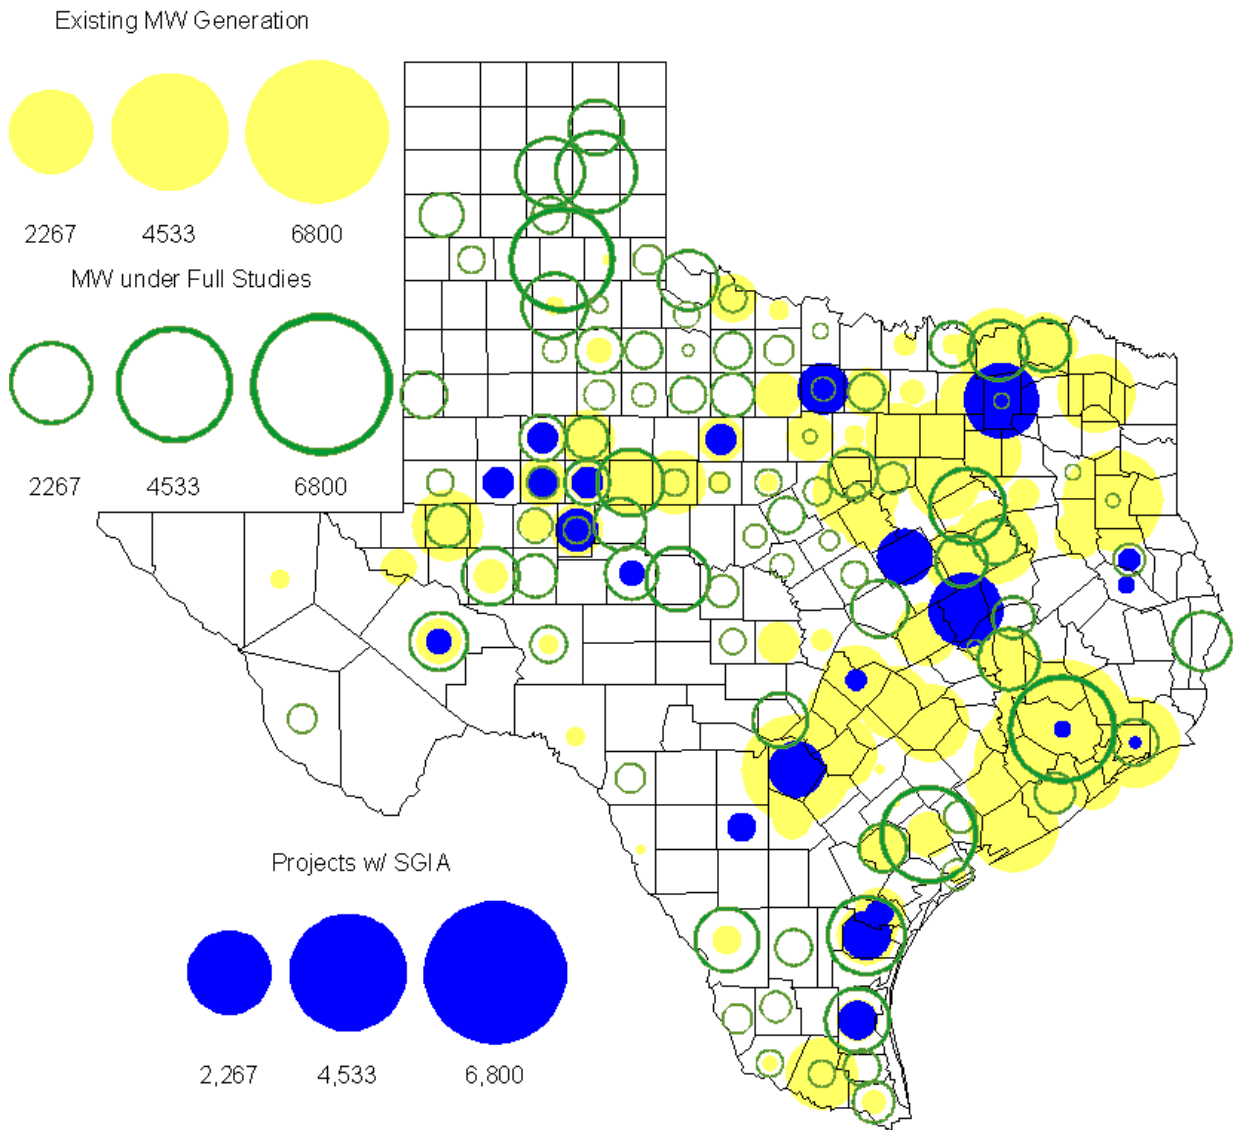 Existing MW Generation
2267 4533 6800
MW under Full Studies
2267 4533 6800
Projects w/ SGIA
2,267 4,533 6,800